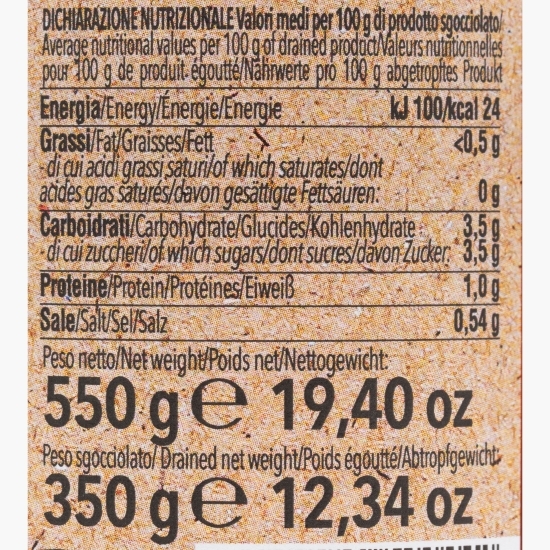 DICHIARAZIONE NUTRIZIONALE Valori medi per 100 g di prodotto sgocciolato/
Average nutritional values per 100 g of drained product/Valeurs nutritionnelles
pour 100 g de produit égoutté/Nährwerte pro 100 g abgetropftes Produkt
Energia/Energy/Énergie/Energie kJ 100/kcal 24
Grassi/Fat/Graisses/Fett <0,5 g
di cui acidi grassi saturi/of which saturates/dont
acides gras saturés/davon gesättigte Fettsäuren: 0 g
Carboidrati/Carbohydrate/Glucides/Kohlenhydrate 3,5 g
di cui zuccheri/of which sugars/dont sucres/davon Zucker: 3,5 g
Proteine/Protein/Protéines/Eiweiß 1,0 g
Sale/Salt/Sel/Salz 0,54 g
Peso netto/Net weight/Poids net/Nettogewicht:
550 g e 19,40 oz
Peso sgocciolato/Drained net weight/Poids égoutté/Abtropfgewicht:
350 g e 12,34 oz